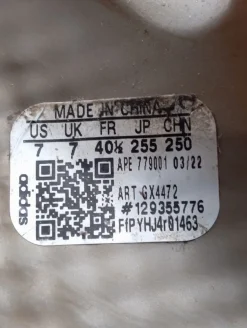 MADE IN CHINA
US UK FR JP CHN
7 7 40⅔ 255 250
APE 779001 03/22
ART GX4472
#129355776
FfPYHJ4r01463
adidas